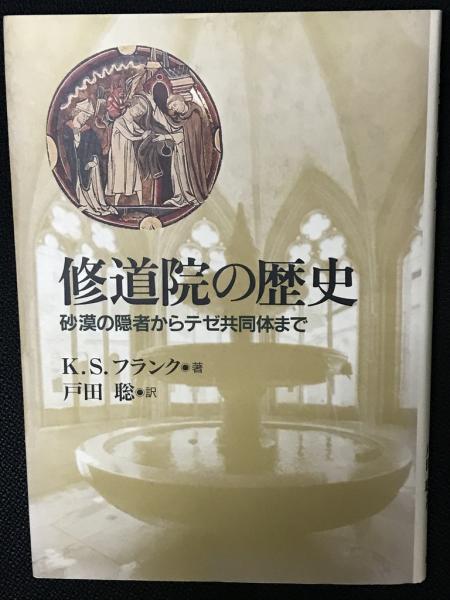 修道院の歴史
砂漠の隠者からテゼ共同体まで
K.S.フランク◉著
戸田 聡◉訳